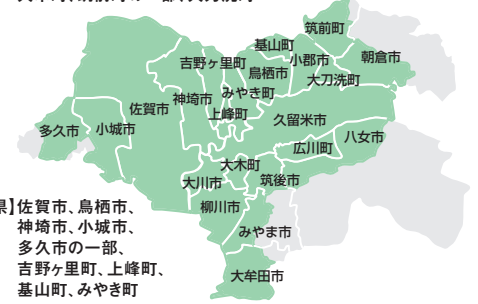 筑前町
基山町
小郡市
朝倉市
吉野ヶ里町
鳥栖市
大刀洗町
みやき町
神埼市
佐賀市
上峰町
久留米市
多久市
小城市
八女市
広川町
大木町
大川市
筑後市
柳川市
みやま市
大牟田市
県】佐賀市、鳥栖市、
神埼市、小城市、
多久市の一部、
吉野ヶ里町、上峰町、
基山町、みやき町